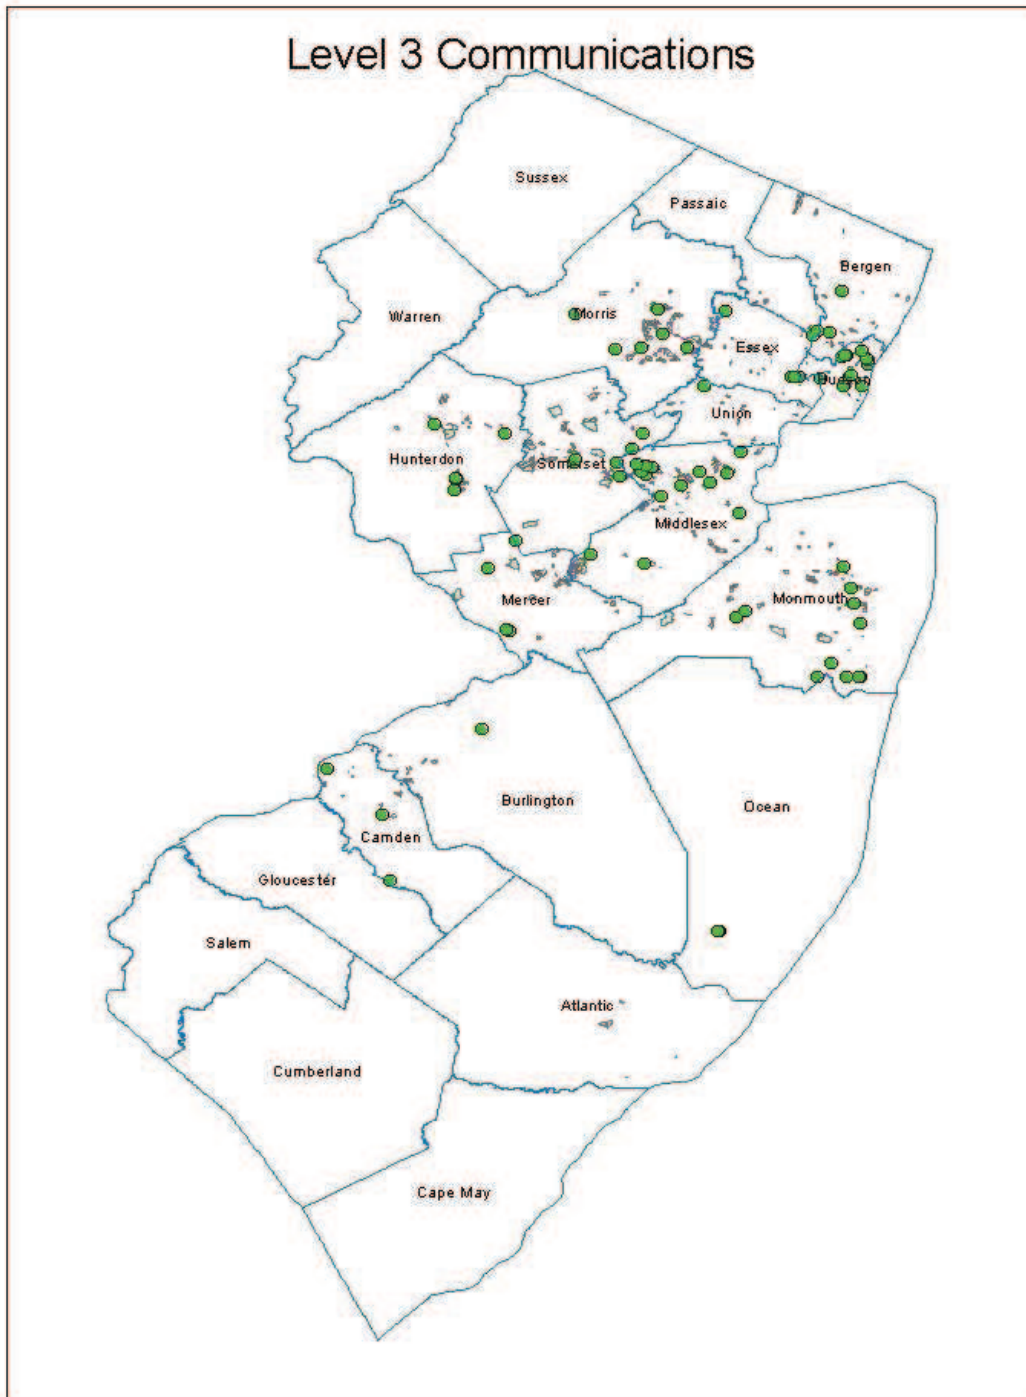 Level 3 Communications
Sussex
Passaic
Bergen
Warren
Morris
Essex
Hudson
Union
Hunterdon
Somerset
Middlesex
Mercer
Monmouth
Burlington
Ocean
Camden
Gloucester
Salem
Atlantic
Cumberland
Cape May